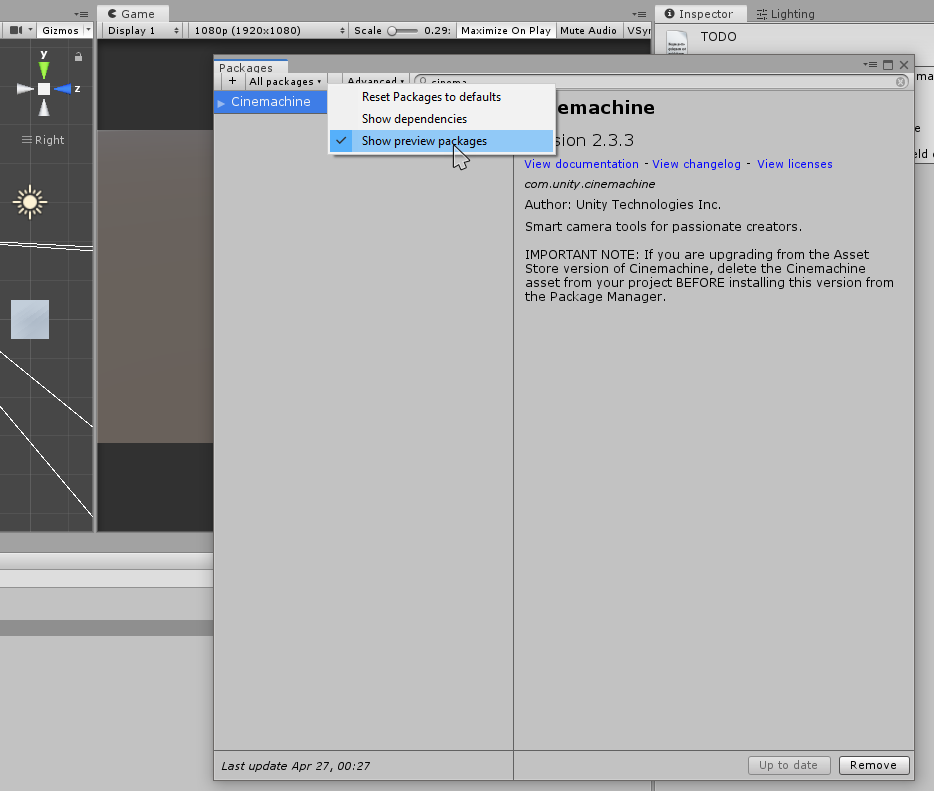 Game
Inspector
Lighting
Gizmos
Display 1
1080p (1920x1080)
Scale
0.29:
Maximize On Play
Mute Audio
TODO
y
z
Right
Packages
+
All packages
Advanced
cinema
Cinemachine
Reset Packages to defaults
Show dependencies
Show preview packages
2.3.3
View documentation - View changelog - View licenses
com.unity.cinemachine
Author: Unity Technologies Inc.
Smart camera tools for passionate creators.
IMPORTANT NOTE: If you are upgrading from the Asset
Store version of Cinemachine, delete the Cinemachine
asset from your project BEFORE installing this version from
the Package Manager.
Last update Apr 27, 00:27
Up to date
Remove